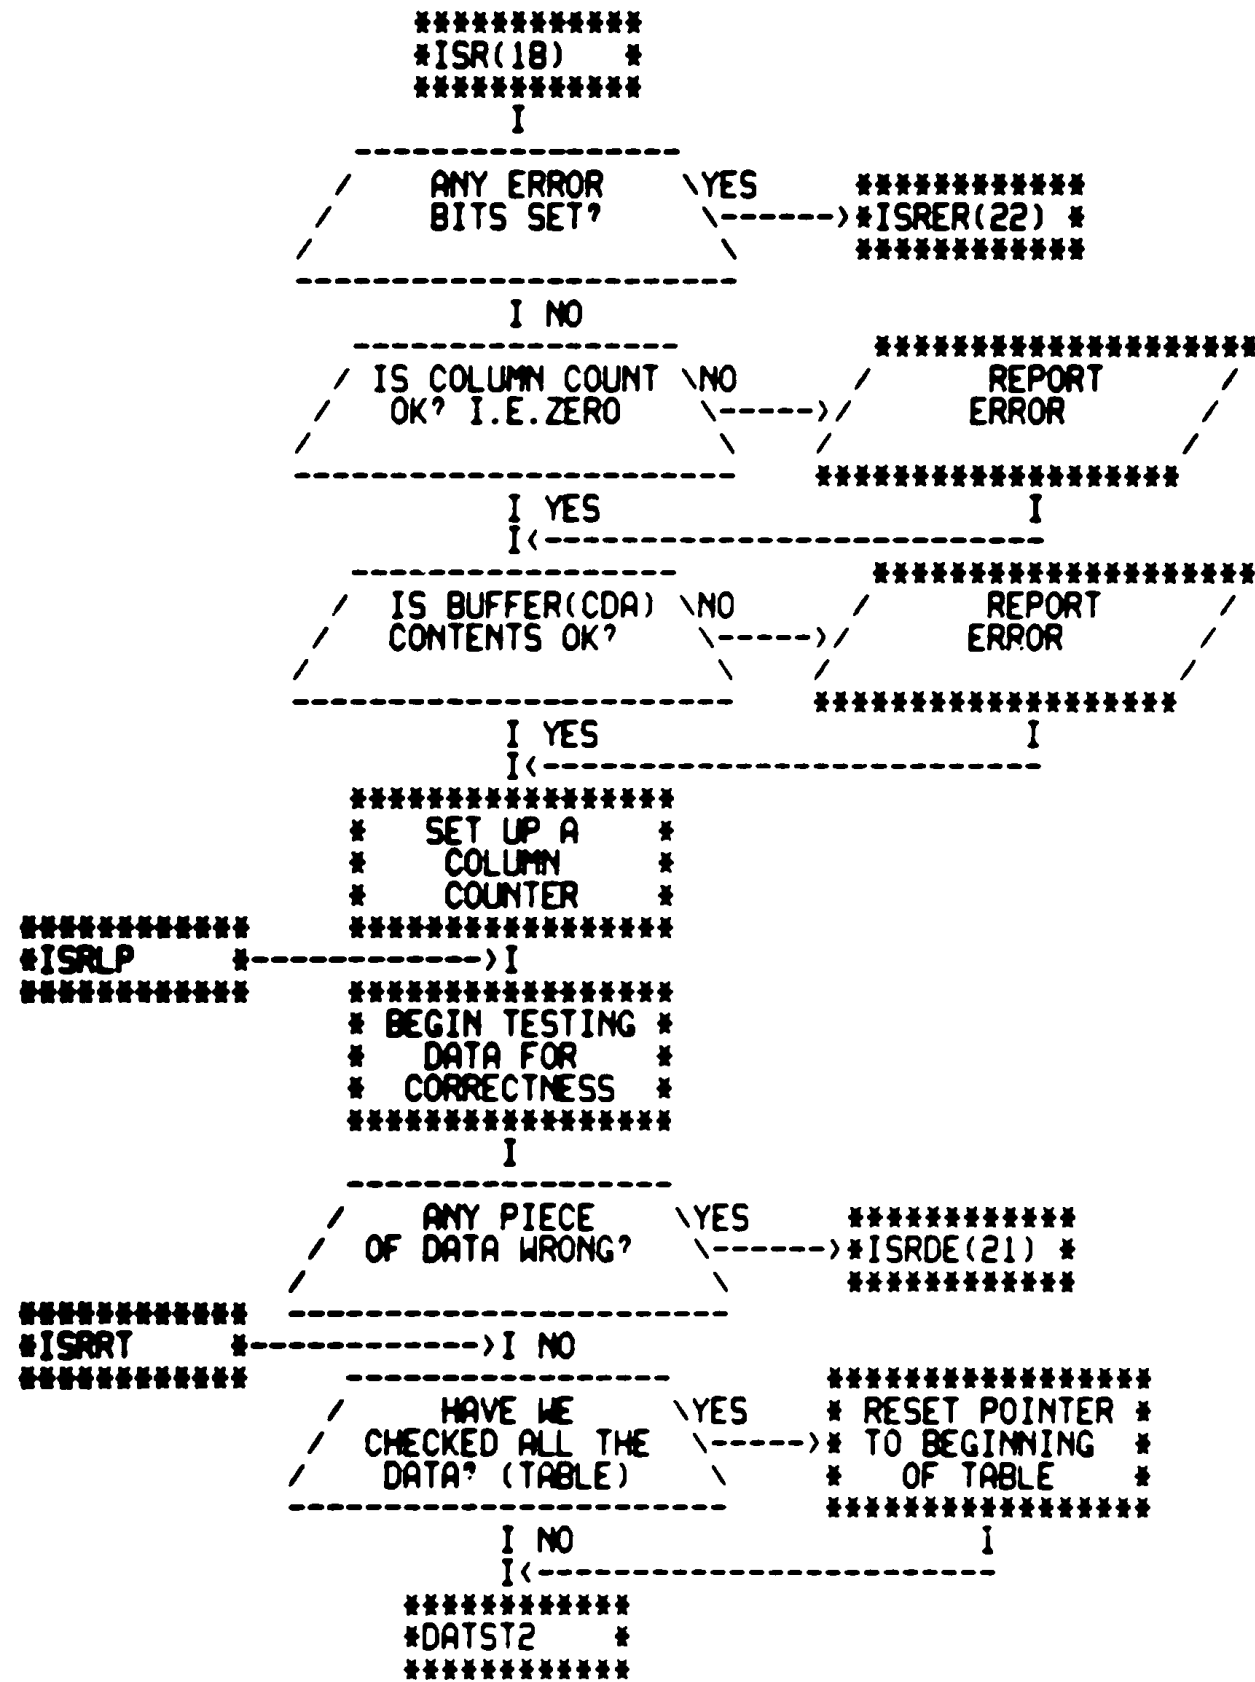 ************
*ISR(18)   *
************
I
-----------------
/    ANY ERROR    \YES     ************
/     BITS SET?     \------>*ISRER(22) *
/                     \      ************
-----------------------
I NO
-----------------     ********************
/ IS COLUMN COUNT \NO     /      REPORT      /
/   OK? I.E.ZERO    \----->/      ERROR       /
/                     \    /                  /
-----------------------    *******************
I YES                      I
I<--------------------------
-----------------     ********************
/  IS BUFFER(CDA) \NO     /      REPORT      /
/   CONTENTS OK?    \----->/      ERROR       /
/                     \    /                  /
-----------------------    *******************
I YES                      I
I<--------------------------
*****************
*   SET UP A    *
*    COLUMN     *
*    COUNTER    *
************     *****************
*ISRLP     *------------>I
************     *****************
* BEGIN TESTING *
*   DATA FOR    *
*  CORRECTNESS  *
*****************
I
-----------------
/    ANY PIECE    \YES     ************
/  OF DATA WRONG?   \------>*ISRDE(21) *
/                     \      ************
************  -----------------------
*ISRRT     *------------>I NO
************     -----------------        *****************
/     HAVE WE     \YES    * RESET POINTER *
/  CHECKED ALL THE  \----->* TO BEGINNING  *
/    DATA? (TABLE)    \     *   OF TABLE    *
-----------------------     *****************
I NO                     I
I<------------------------
************
*DATST2    *
************